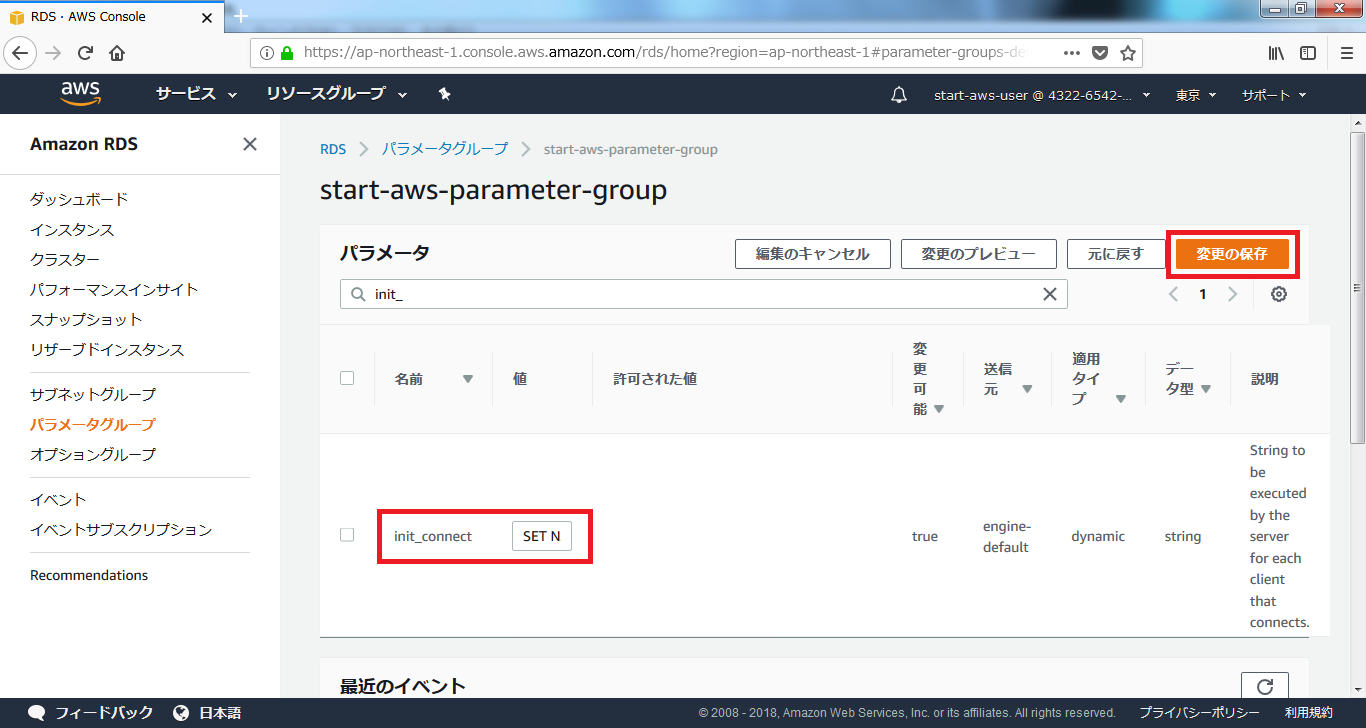 RDS · AWS Console
https://ap-northeast-1.console.aws.amazon.com/rds/home?region=ap-northeast-1#parameter-groups-de
aws
サービス
リソースグループ
start-aws-user @ 4322-6542-...
東京
サポート
Amazon RDS
ダッシュボード
インスタンス
クラスター
パフォーマンスインサイト
スナップショット
リザーブドインスタンス
サブネットグループ
パラメータグループ
オプショングループ
イベント
イベントサブスクリプション
Recommendations
RDS
パラメータグループ
start-aws-parameter-group
start-aws-parameter-group
パラメータ
編集のキャンセル
変更のプレビュー
元に戻す
変更の保存
init_
1
名前
値
許可された値
変
更
可
能
送信
元
適用
タイ
プ
デー
タ型
説明
init_connect
SET N
true
engine-
default
dynamic
string
String to
be
executed
by the
server
for each
client
that
connects.
最近のイベント
フィードバック
日本語
© 2008 - 2018, Amazon Web Services, Inc. or its affiliates. All rights reserved.
プライバシーポリシー
利用規約